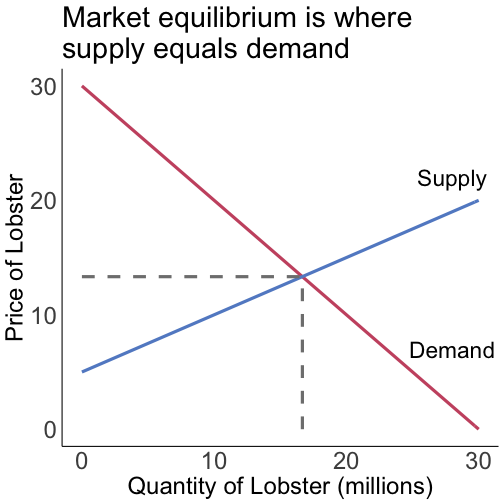 Market equilibrium is where
supply equals demand
Price of Lobster
30
20
10
0
Supply
Demand
0 10 20 30
Quantity of Lobster (millions)